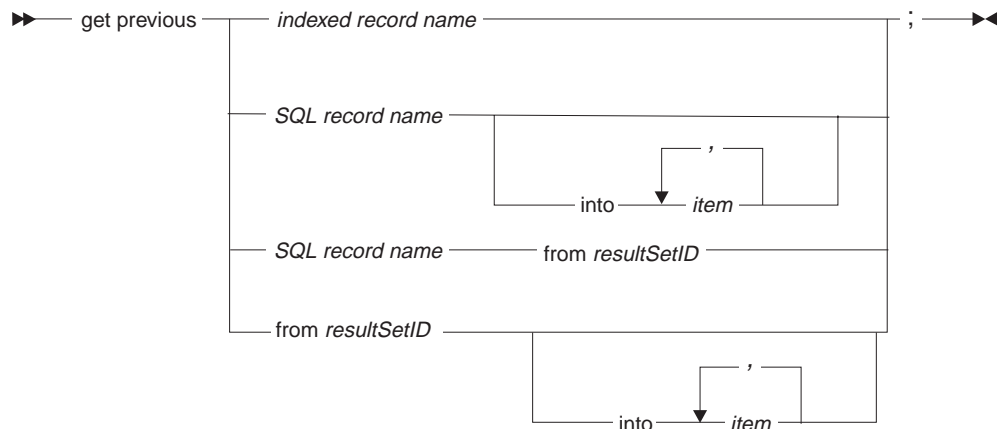 get previous indexed record name ;
SQL record name
,
into item
SQL record name from resultSetID
from resultSetID
,
into item